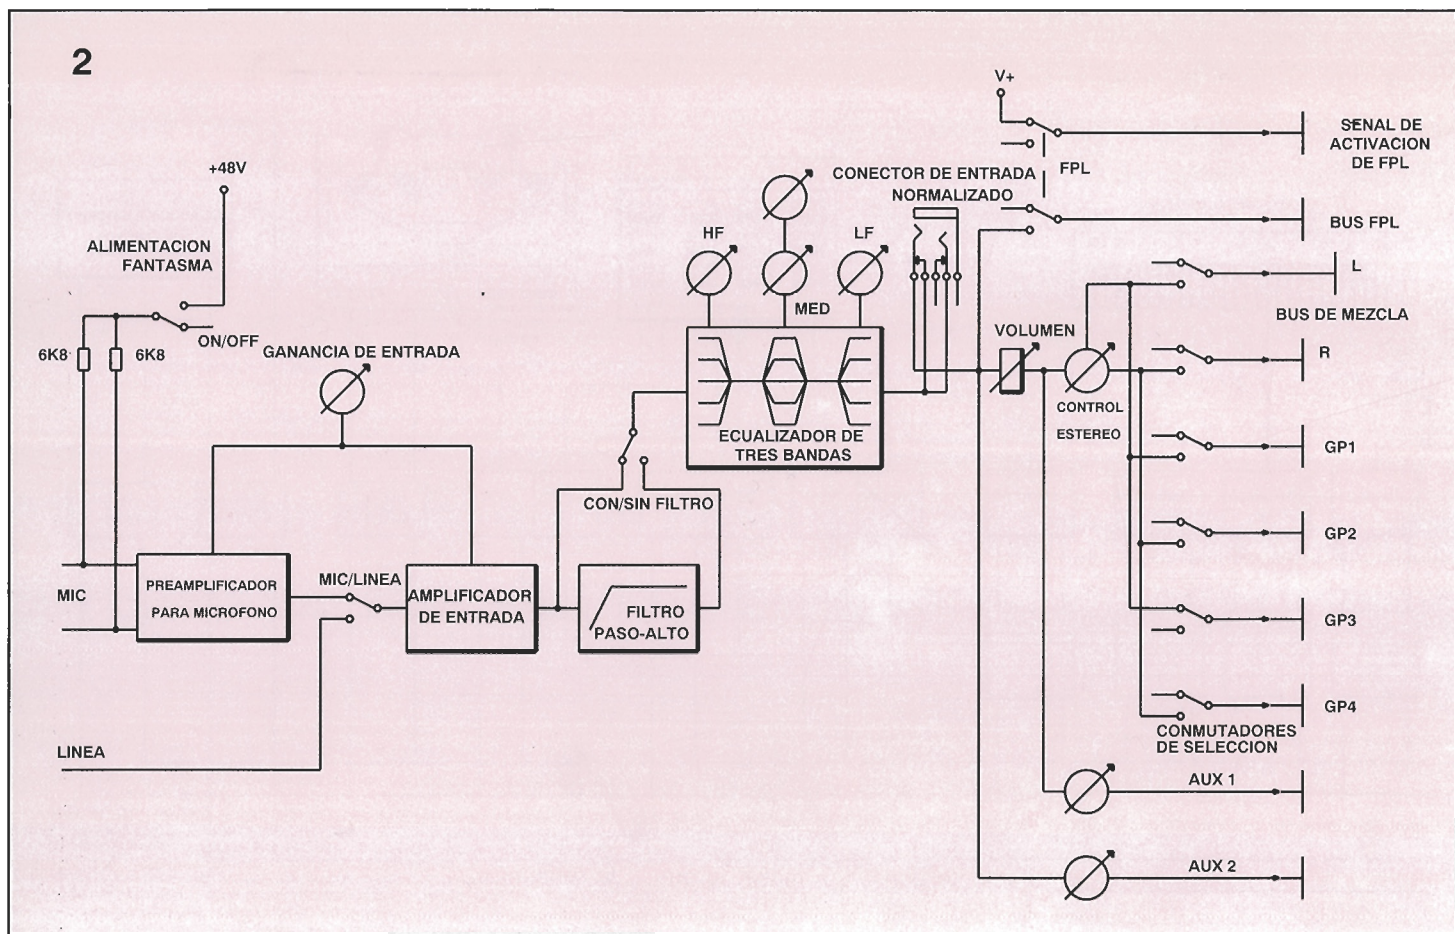 2
+48V
ALIMENTACION
FANTASMA
ON/OFF
6K8
6K8
GANANCIA DE ENTRADA
MIC
PREAMPLIFICADOR
PARA MICROFONO
MIC/LINEA
AMPLIFICADOR
DE ENTRADA
FILTRO
PASO-ALTO
CON/SIN FILTRO
LINEA
HF
MED
LF
ECUALIZADOR DE
TRES BANDAS
CONECTOR DE ENTRADA
NORMALIZADO
V+
FPL
SENAL DE
ACTIVACION
DE FPL
BUS FPL
L
BUS DE MEZCLA
R
VOLUMEN
CONTROL
ESTEREO
GP1
GP2
GP3
GP4
CONMUTADORES
DE SELECCION
AUX 1
AUX 2